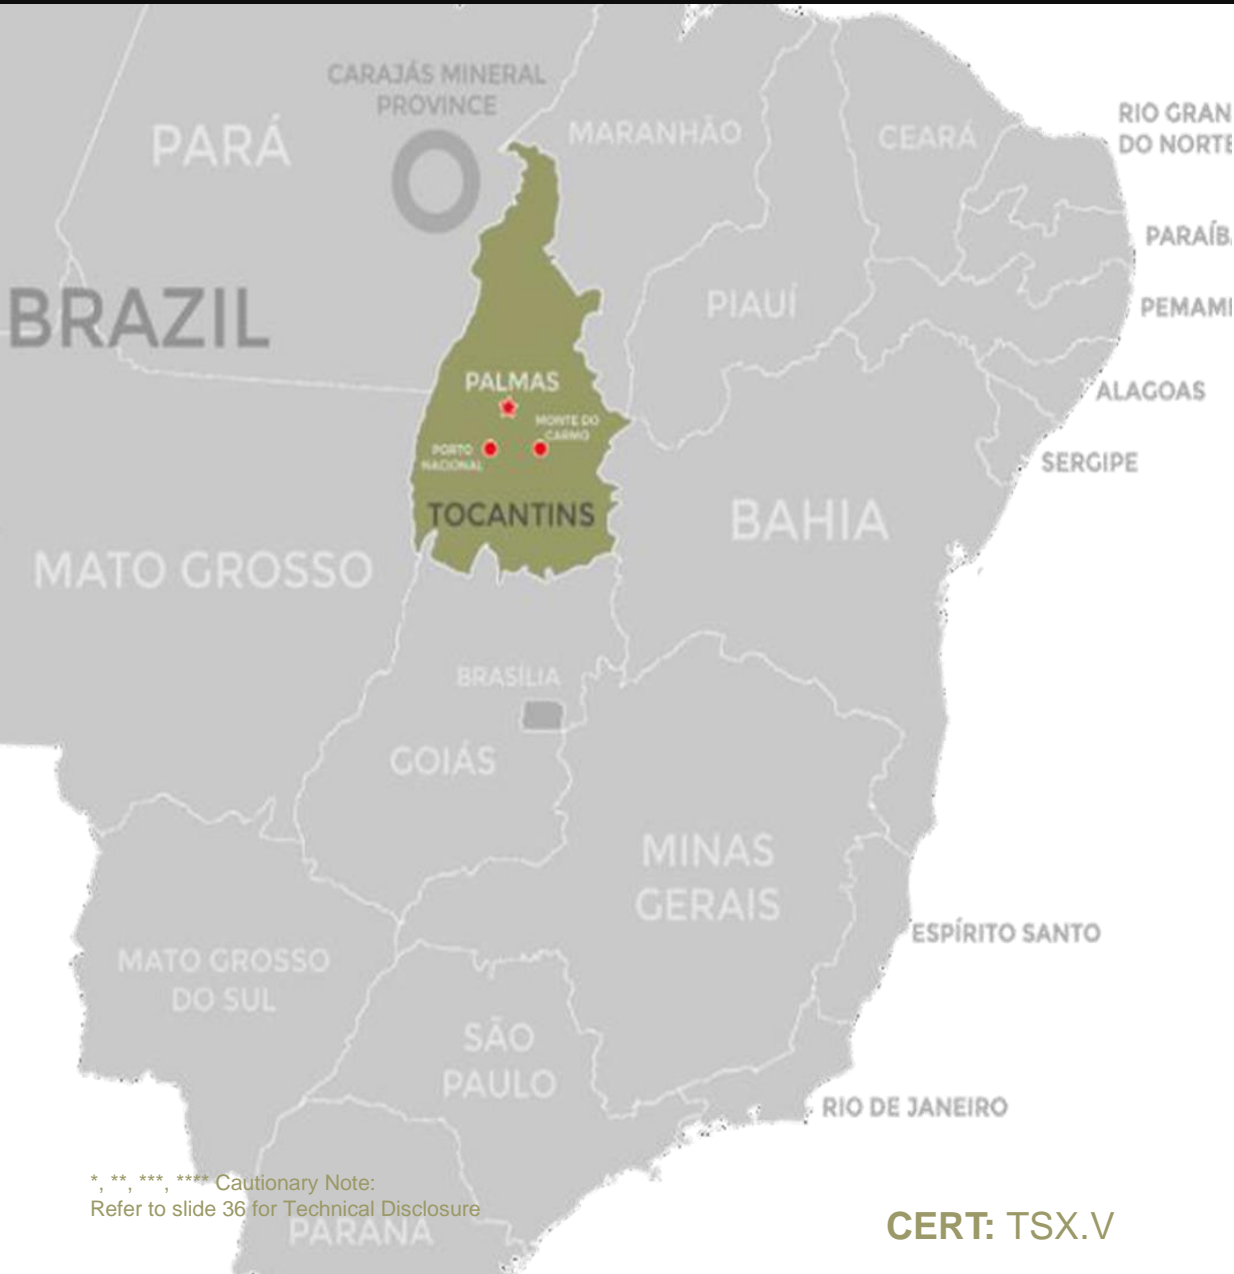 CARAJÁS MINERAL
PROVINCE
PARÁ
MARANHÃO
CEARÁ
RIO GRAN
DO NORTE
PARAÍB
BRAZIL
PIAUÍ
PEMAM
PALMAS
ALAGOAS
MONTE DO
CARMO
PORTO
NACIONAL
SERGIPE
TOCANTINS
BAHIA
MATO GROSSO
BRASÍLIA
GOIÁS
MINAS
GERAIS
ESPÍRITO SANTO
MATO GROSSO
DO SUL
SÃO
PAULO
RIO DE JANEIRO
*, **, ***, **** Cautionary Note:
Refer to slide 36 for Technical Disclosure
PARANÁ
CERT: TSX.V